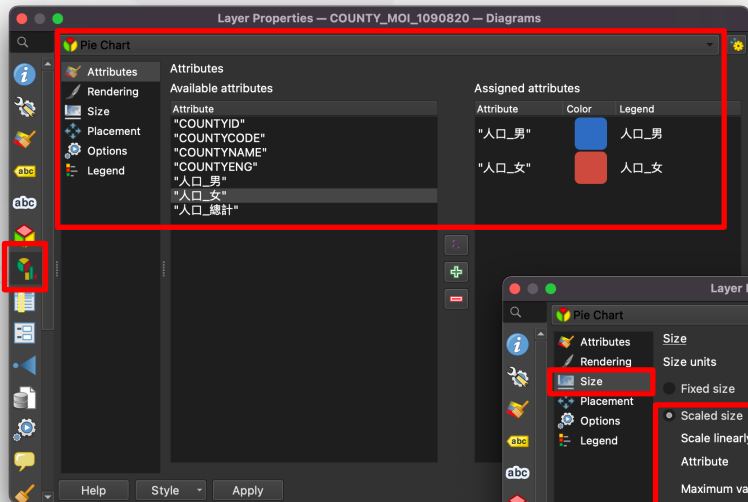 Layer Properties — COUNTY_MOI_1090820 — Diagrams
Pie Chart
Attributes
Rendering
Size
Placement
Options
Legend
Attributes
Available attributes
Attribute
"COUNTYID"
"COUNTYCODE"
"COUNTYNAME"
"COUNTYENG"
"人口_男"
"人口_女"
"人口_總計"
Assigned attributes
Attribute Color Legend
"人口_男" 人口_男
"人口_女" 人口_女
abc
abc
Help Style Apply
Layer
Pie Chart
Attributes
Rendering
Size
Placement
Options
Legend
abc
abc
Size
Size units
Fixed size
Scaled size
Scale linearly
Attribute
Maximum va